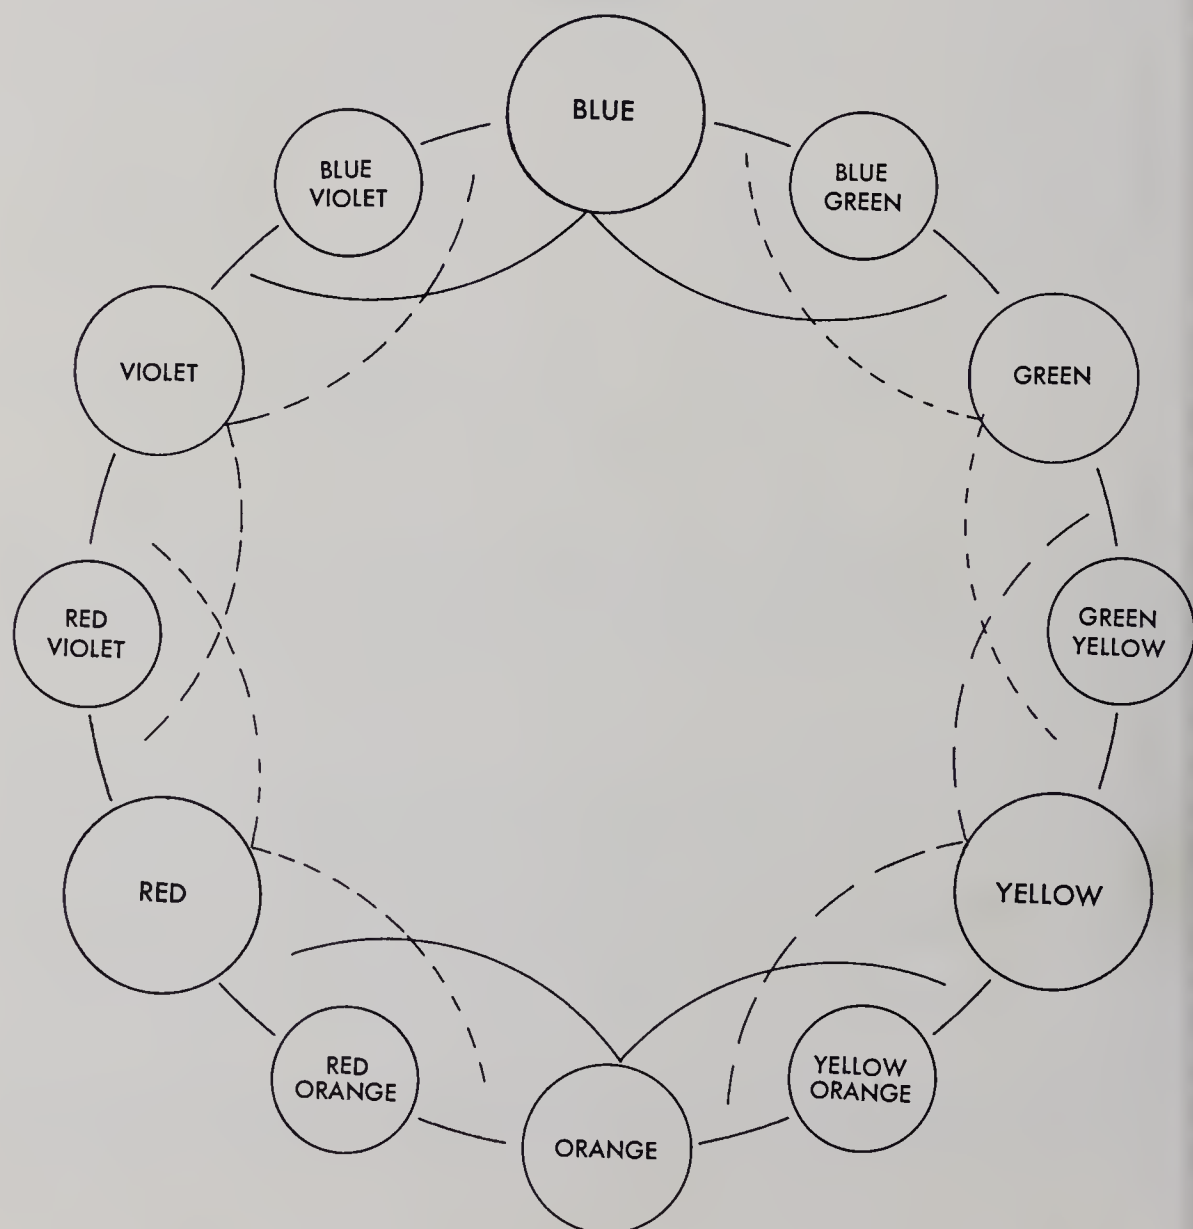 BLUE
BLUE
VIOLET
BLUE
GREEN
VIOLET
GREEN
RED
VIOLET
GREEN
YELLOW
RED
YELLOW
RED
ORANGE
YELLOW
ORANGE
ORANGE